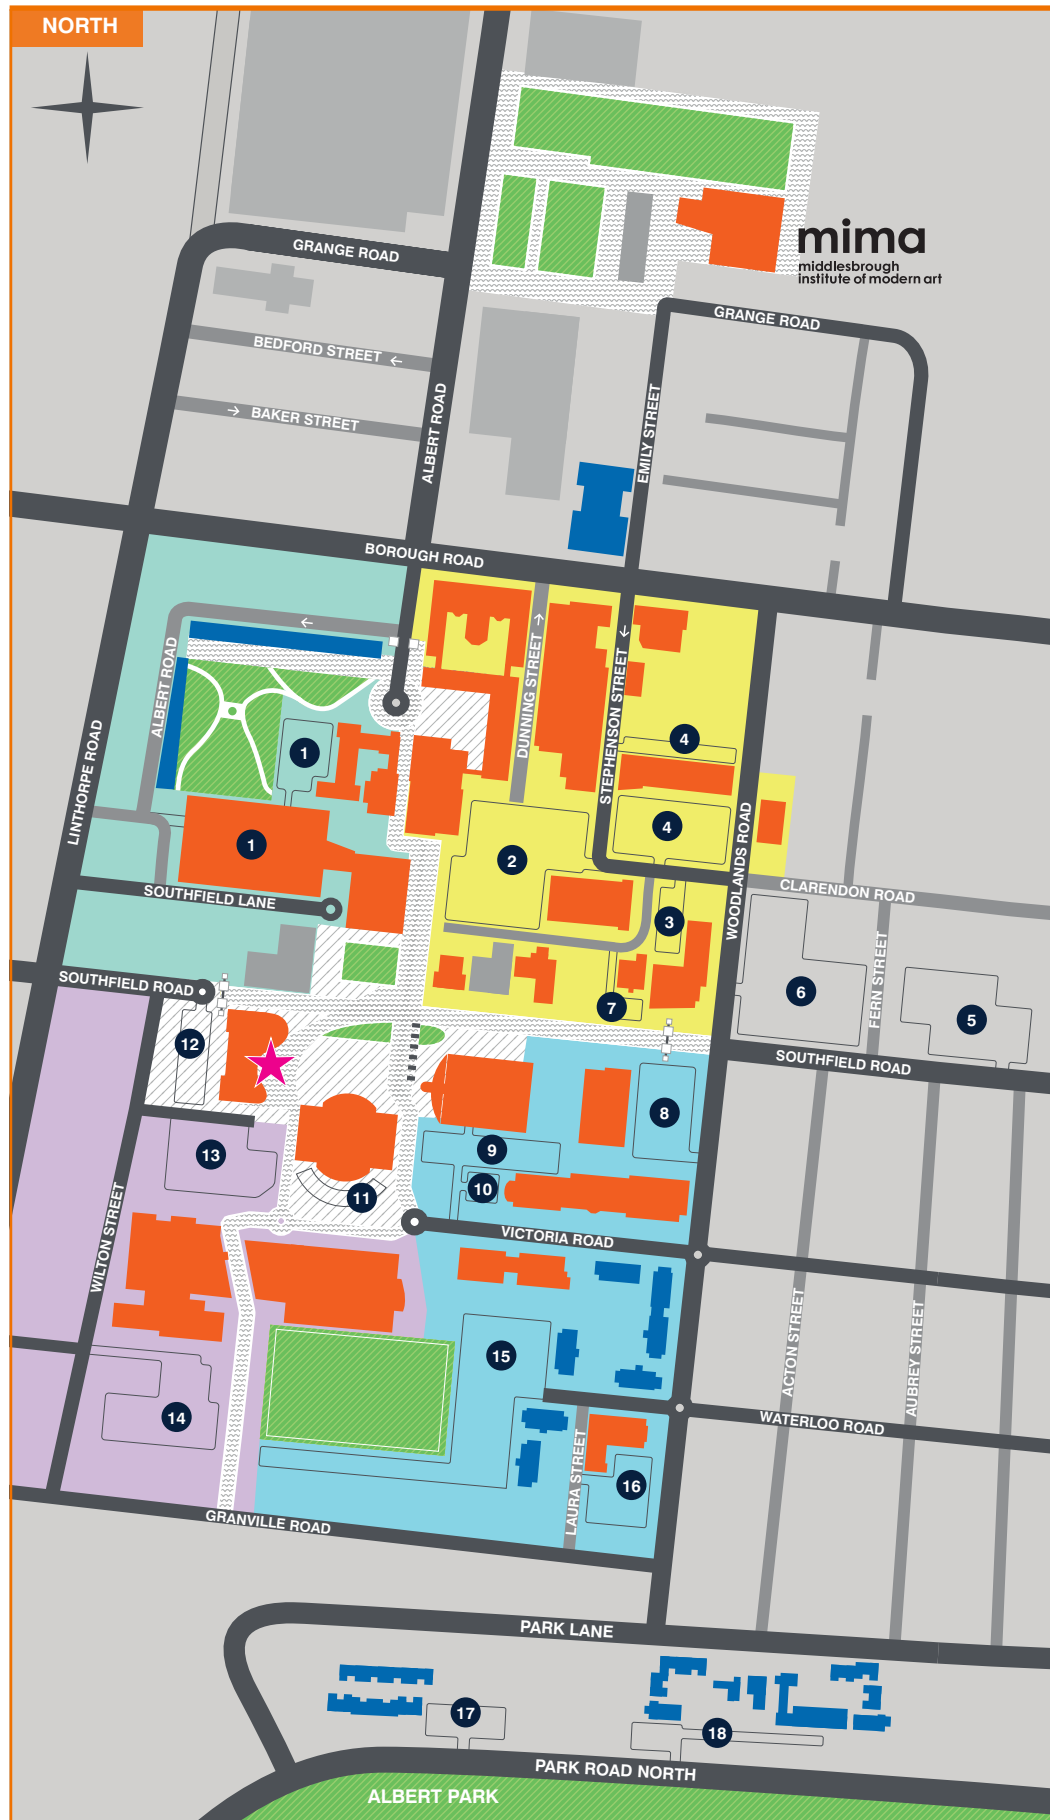 NORTH
mima
middlesbrough
institute of modern art
GRANGE ROAD
GRANGE ROAD
BEDFORD STREET ←
→ BAKER STREET
ALBERT ROAD
EMILY STREET
BOROUGH ROAD
ALBERT ROAD
DUNNING STREET →
STEPHENSON STREET ←
LINTHORPE ROAD
1
4
4
1
2
WOODLANDS ROAD
SOUTHFIELD LANE
CLARENDON ROAD
3
FERN STREET
SOUTHFIELD ROAD
6
7
5
12
SOUTHFIELD ROAD
8
13
9
10
11
WILTON STREET
VICTORIA ROAD
ACTON STREET
AUBREY STREET
15
14
WATERLOO ROAD
LAURA STREET
16
GRANVILLE ROAD
PARK LANE
17
18
PARK ROAD NORTH
ALBERT PARK